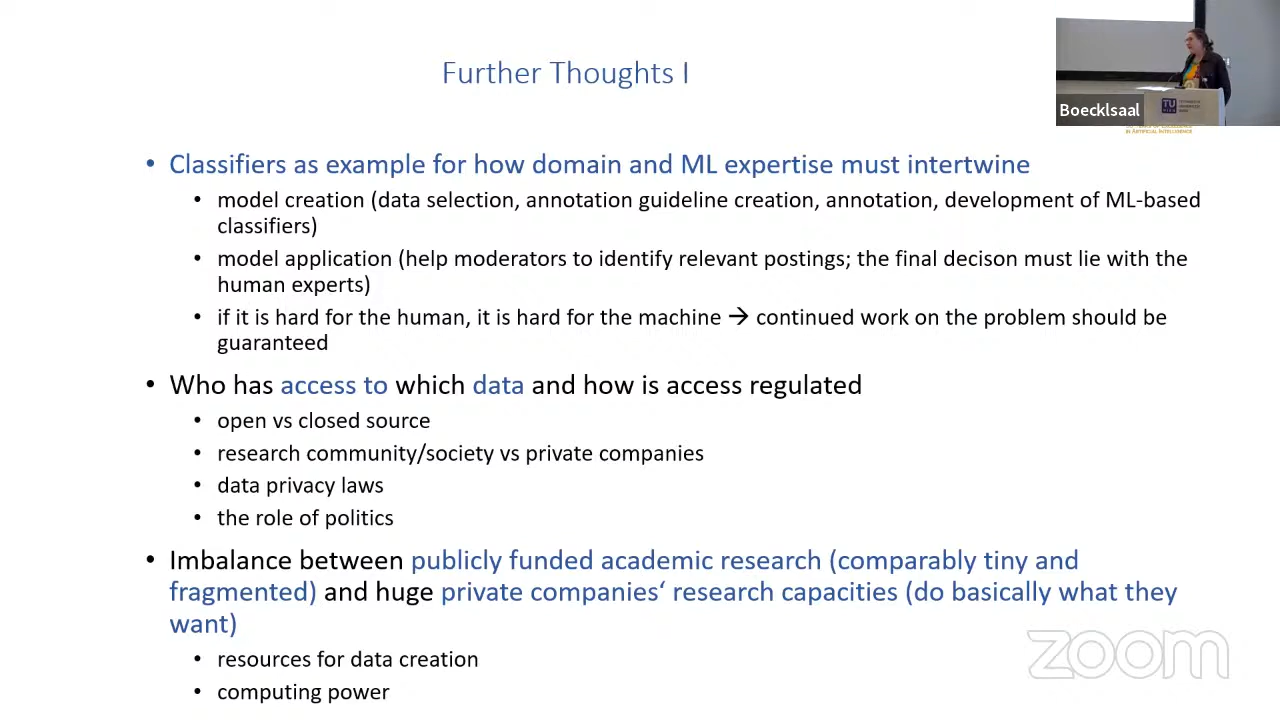 Further Thoughts I
Boecklsaal
TU
IN ARTIFICIAL INTELLIGENCE
• Classifiers as example for how domain and ML expertise must intertwine
• model creation (data selection, annotation guideline creation, annotation, development of ML-based
classifiers)
• model application (help moderators to identify relevant postings; the final decison must lie with the
human experts)
• if it is hard for the human, it is hard for the machine → continued work on the problem should be
guaranteed
• Who has access to which data and how is access regulated
• open vs closed source
• research community/society vs private companies
• data privacy laws
• the role of politics
• Imbalance between publicly funded academic research (comparably tiny and
fragmented) and huge private companies‘ research capacities (do basically what they
want)
• resources for data creation
• computing power
zoom